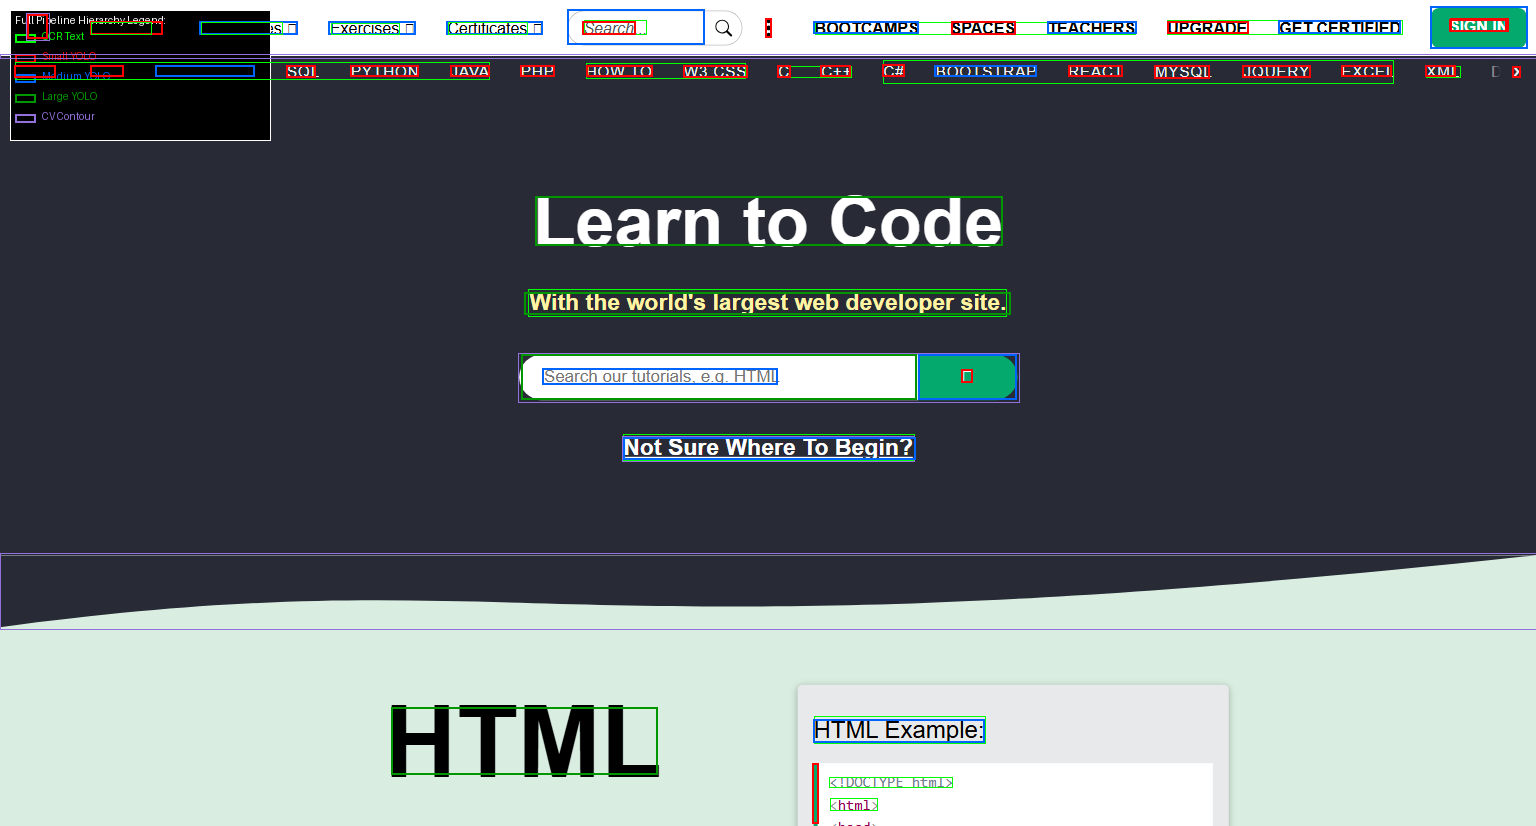 Full Pipeline Hierarchy Legend:
OCR Text
Small YOLO
Medium YOLO
Large YOLO
CV Contour
Exercises
Certificates
Search...
BOOTCAMPS
SPACES
TEACHERS
UPGRADE
GET CERTIFIED
SIGN IN
SQL PYTHON JAVA PHP HOW TO W3.CSS C C++ C# BOOTSTRAP REACT MYSQL JQUERY EXCEL XML
Learn to Code
With the world's largest web developer site.
Search our tutorials, e.g. HTML
Not Sure Where To Begin?
HTML
HTML Example:
<!DOCTYPE html>
<html>
<head>